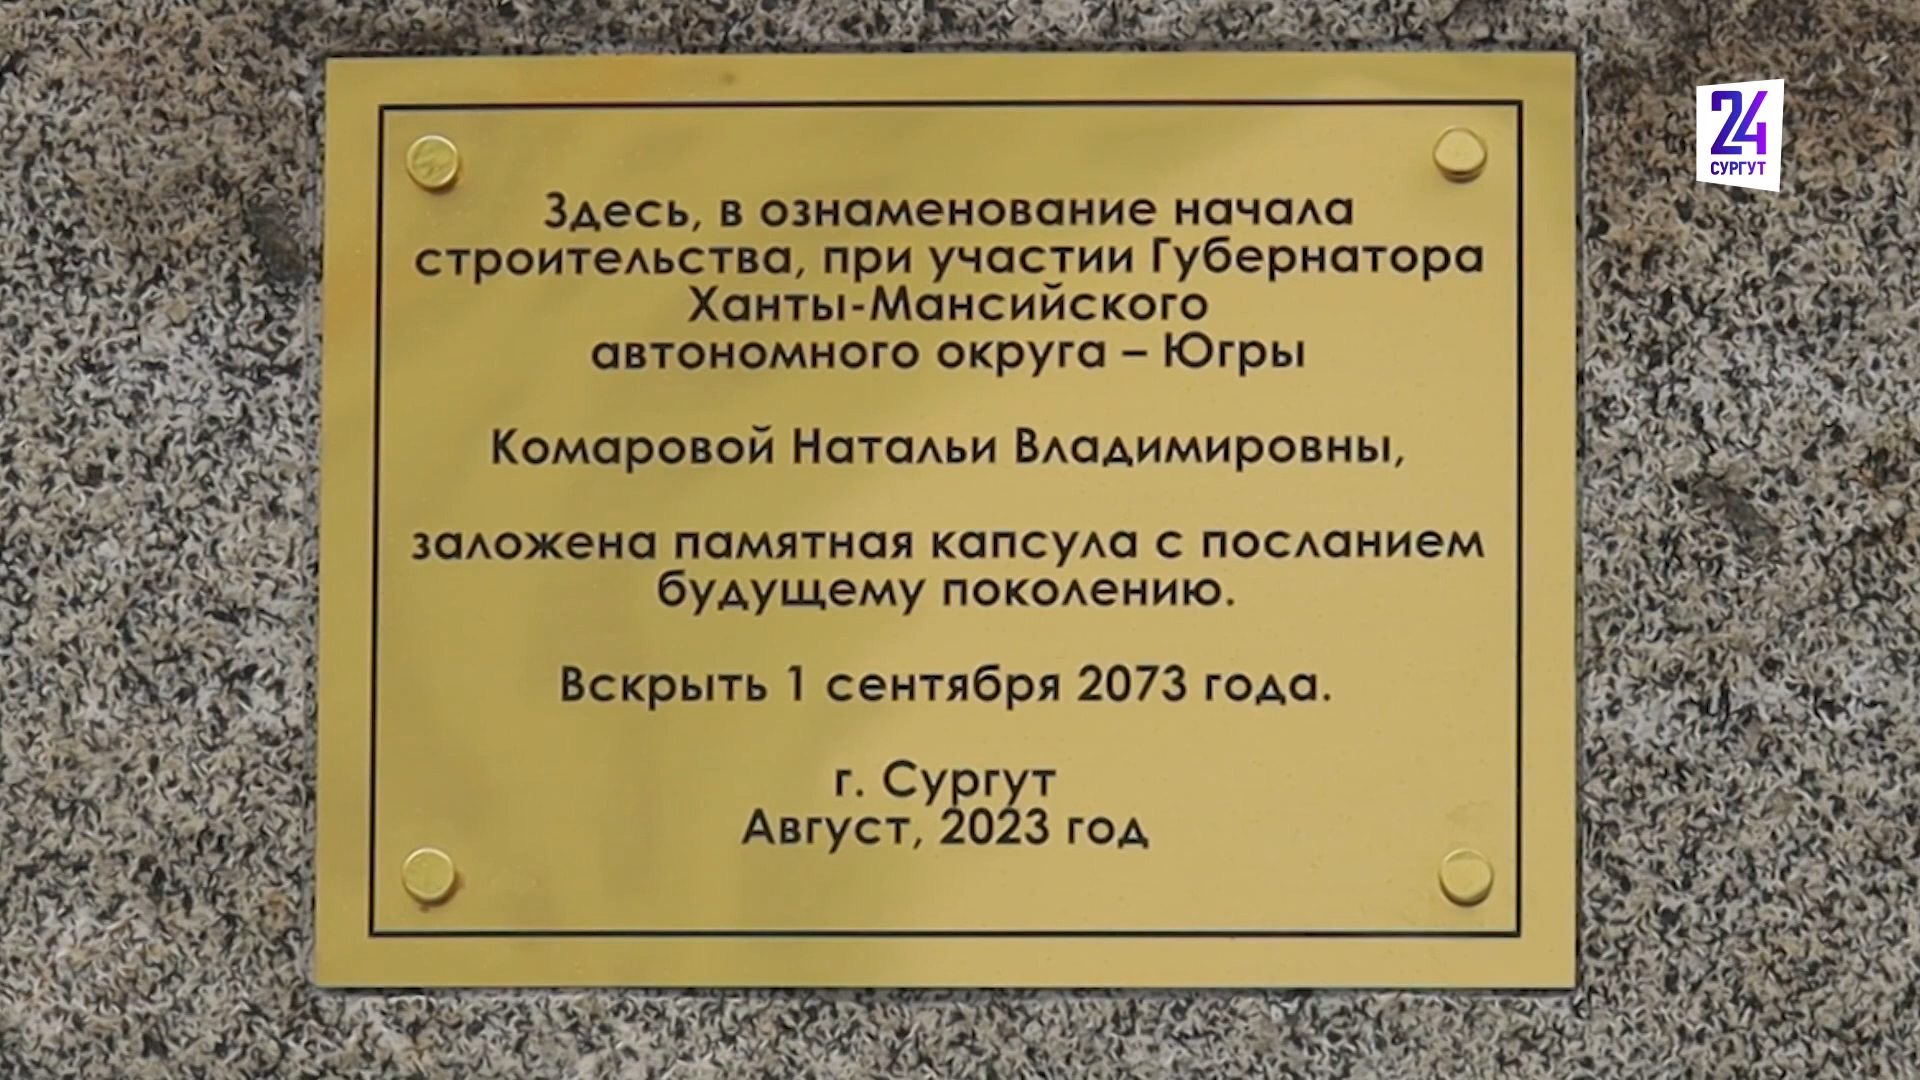 24
СУРГУТ
Здесь, в ознаменование начала
строительства, при участии Губернатора
Ханты-Мансийского
автономного округа – Югры
Комаровой Натальи Владимировны,
заложена памятная капсула с посланием
будущему поколению.
Вскрыть 1 сентября 2073 года.
г. Сургут
Август, 2023 год